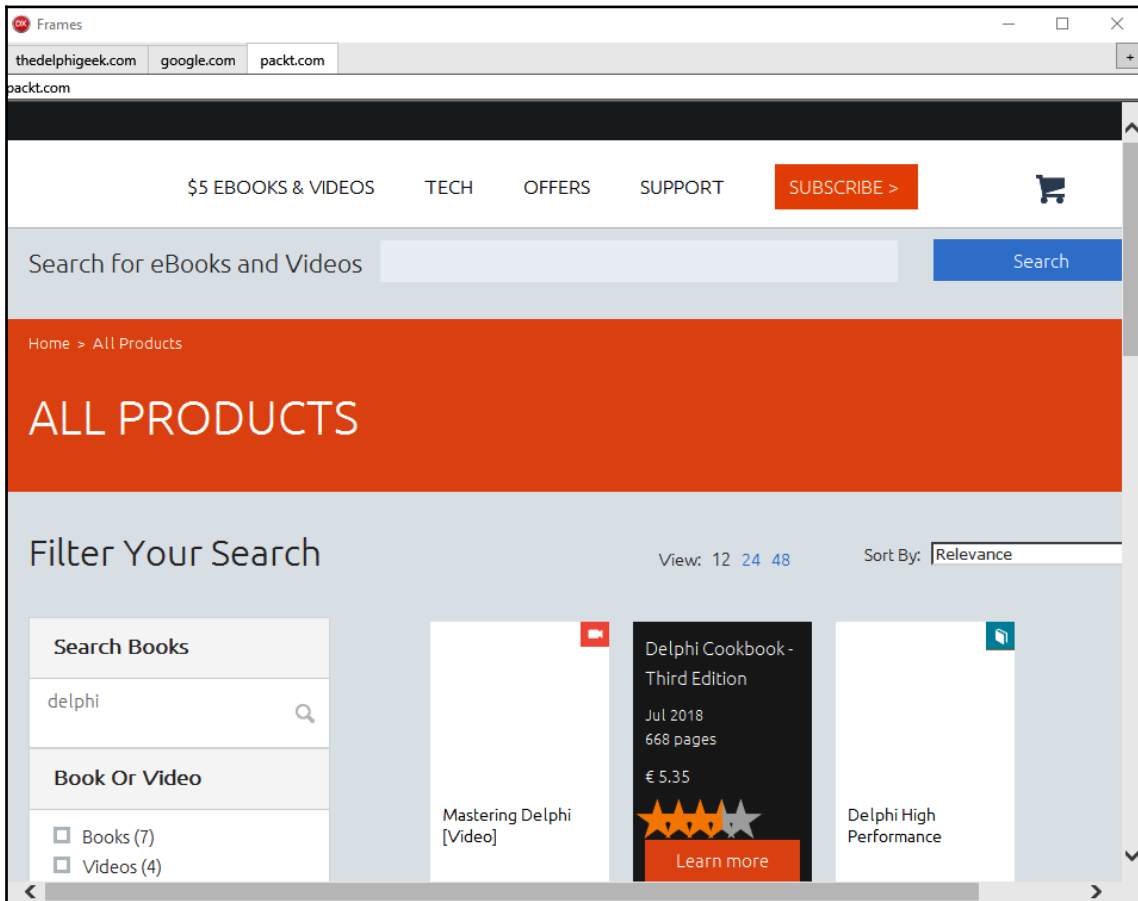 DX Frames
thedelphigeek.com google.com packt.com +
packt.com
$5 EBOOKS & VIDEOS TECH OFFERS SUPPORT SUBSCRIBE >
Search for eBooks and Videos Search
Home > All Products
ALL PRODUCTS
Filter Your Search
View: 12 24 48 Sort By: Relevance
Search Books
delphi
Book Or Video
Books (7)
Videos (4)
Mastering Delphi
[Video]
Delphi Cookbook -
Third Edition
Jul 2018
668 pages
€ 5.35
Learn more
Delphi High
Performance